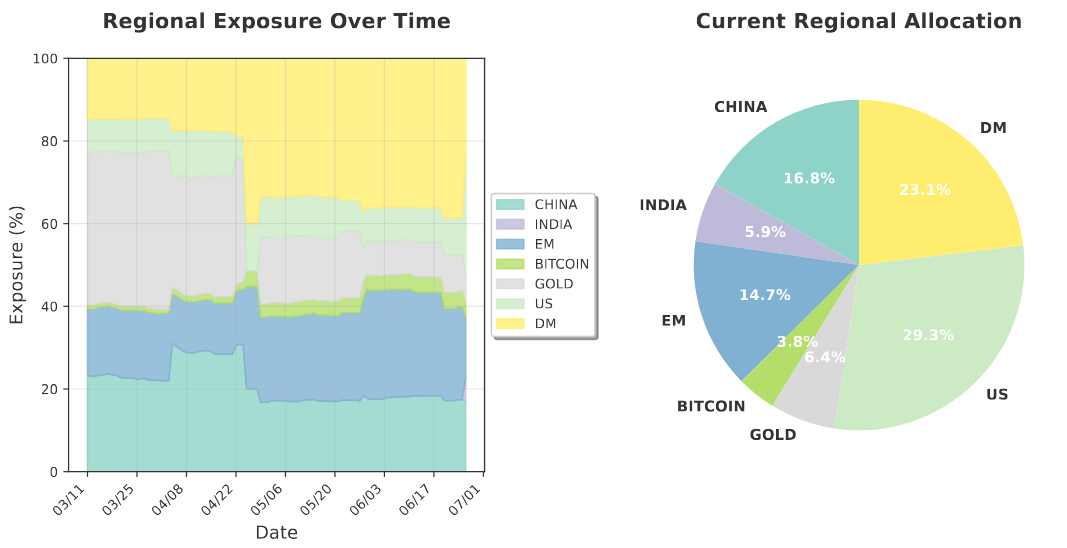 Regional Exposure Over Time
Exposure (%)
100
80
60
40
20
0
03/11
03/25
04/08
04/22
05/06
05/20
06/03
06/17
07/01
Date
CHINA
INDIA
EM
BITCOIN
GOLD
US
DM
Current Regional Allocation
CHINA
16.8%
INDIA
5.9%
EM
14.7%
BITCOIN
3.8%
GOLD
6.4%
US
29.3%
DM
23.1%